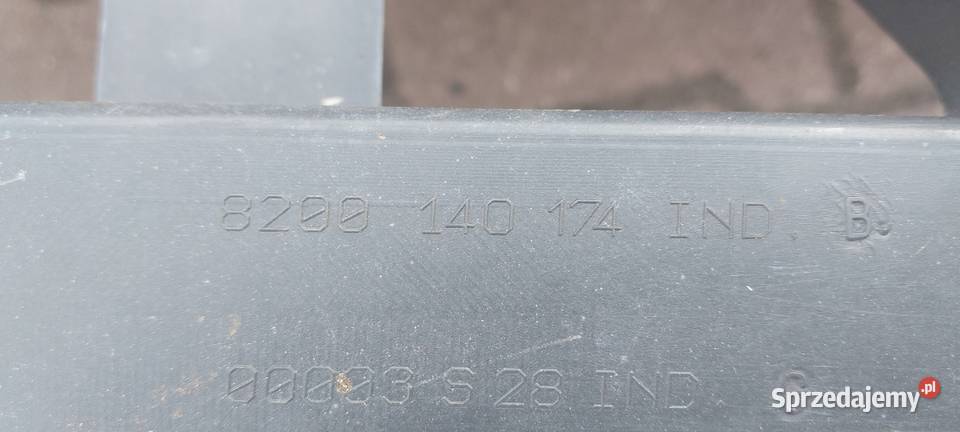 8200 140 174 IND. B
00003 S 28 IND. C
Sprzedajemy.pl